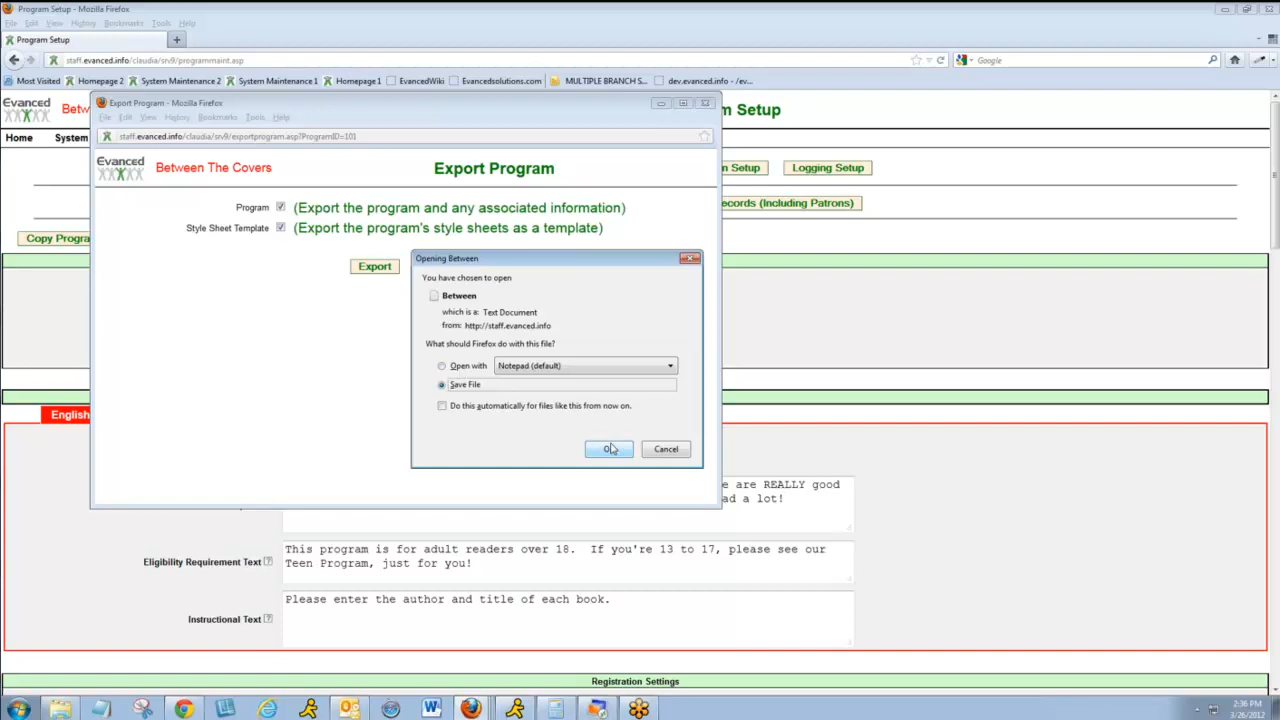 Program Setup - Mozilla Firefox
File Edit View History Bookmarks Tools Help
Program Setup
staff.evanced.info/claudia/srv9/programmaint.asp
Google
Most Visited Homepage 2 System Maintenance 2 System Maintenance 1 Homepage 1 EvancedWiki Evancedsolutions.com MULTIPLE BRANCH S... dev.evanced.info - /ev...
Evanced
Export Program - Mozilla Firefox
File Edit View History Bookmarks Tools Help
m Setup
Home System
staff.evanced.info/claudia/srv9/exportprogram.asp?ProgramID=101
Evanced Between The Covers Export Program
n Setup Logging Setup
Program (Export the program and any associated information)
ecords (Including Patrons)
Style Sheet Template (Export the program's style sheets as a template)
Copy Progra
Export
Opening Between
You have chosen to open
Between
which is a: Text Document
from: http://staff.evanced.info
What should Firefox do with this file?
Open with Notepad (default)
Save File
Do this automatically for files like this from now on.
English
Cancel
e are REALLY good
ad a lot!
Eligibility Requirement Text ?
This program is for adult readers over 18. If you're 13 to 17, please see our
Teen Program, just for you!
Instructional Text ?
Please enter the author and title of each book.
Registration Settings
2:36 PM
3/26/2012